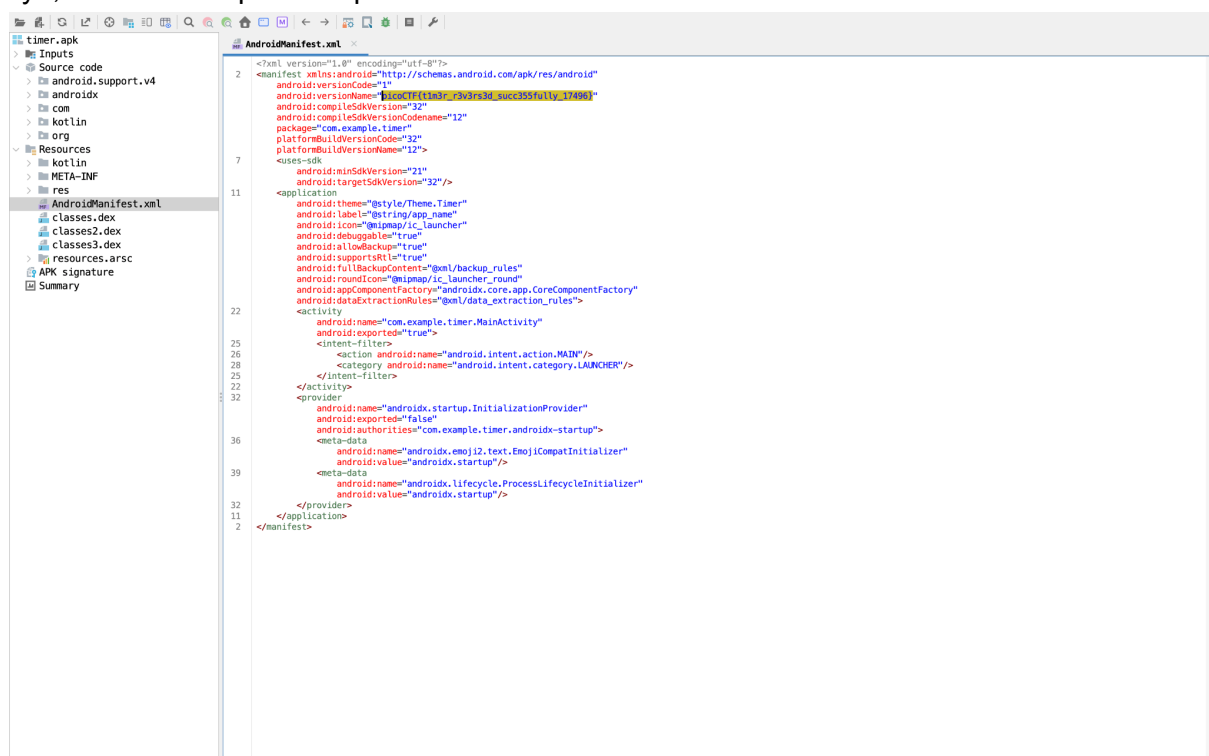 timer.apk
Inputs
Source code
android.support.v4
androidx
com
kotlin
org
Resources
kotlin
META-INF
res
AndroidManifest.xml
classes.dex
classes2.dex
classes3.dex
resources.arsc
APK signature
Summary
AndroidManifest.xml
<?xml version="1.0" encoding="utf-8"?>
2 <manifest xmlns:android="http://schemas.android.com/apk/res/android"
android:versionCode="1"
android:versionName="picoCTF{t1m3r_r3v3rs3d_succ355fully_17496}"
android:compileSdkVersion="32"
android:compileSdkVersionCodename="12"
package="com.example.timer"
platformBuildVersionCode="32"
platformBuildVersionName="12">
7 <uses-sdk
android:minSdkVersion="21"
android:targetSdkVersion="32"/>
11 <application
android:theme="@style/Theme.Timer"
android:label="@string/app_name"
android:icon="@mipmap/ic_launcher"
android:debuggable="true"
android:allowBackup="true"
android:supportsRtl="true"
android:fullBackupContent="@xml/backup_rules"
android:roundIcon="@mipmap/ic_launcher_round"
android:appComponentFactory="androidx.core.app.CoreComponentFactory"
android:dataExtractionRules="@xml/data_extraction_rules">
22 <activity
android:name="com.example.timer.MainActivity"
android:exported="true">
25 <intent-filter>
26 <action android:name="android.intent.action.MAIN"/>
28 <category android:name="android.intent.category.LAUNCHER"/>
25 </intent-filter>
22 </activity>
32 <provider
android:name="androidx.startup.InitializationProvider"
android:exported="false"
android:authorities="com.example.timer.androidx-startup">
36 <meta-data
android:name="androidx.emoji2.text.EmojiCompatInitializer"
android:value="androidx.startup"/>
39 <meta-data
android:name="androidx.lifecycle.ProcessLifecycleInitializer"
android:value="androidx.startup"/>
32 </provider>
11 </application>
2 </manifest>